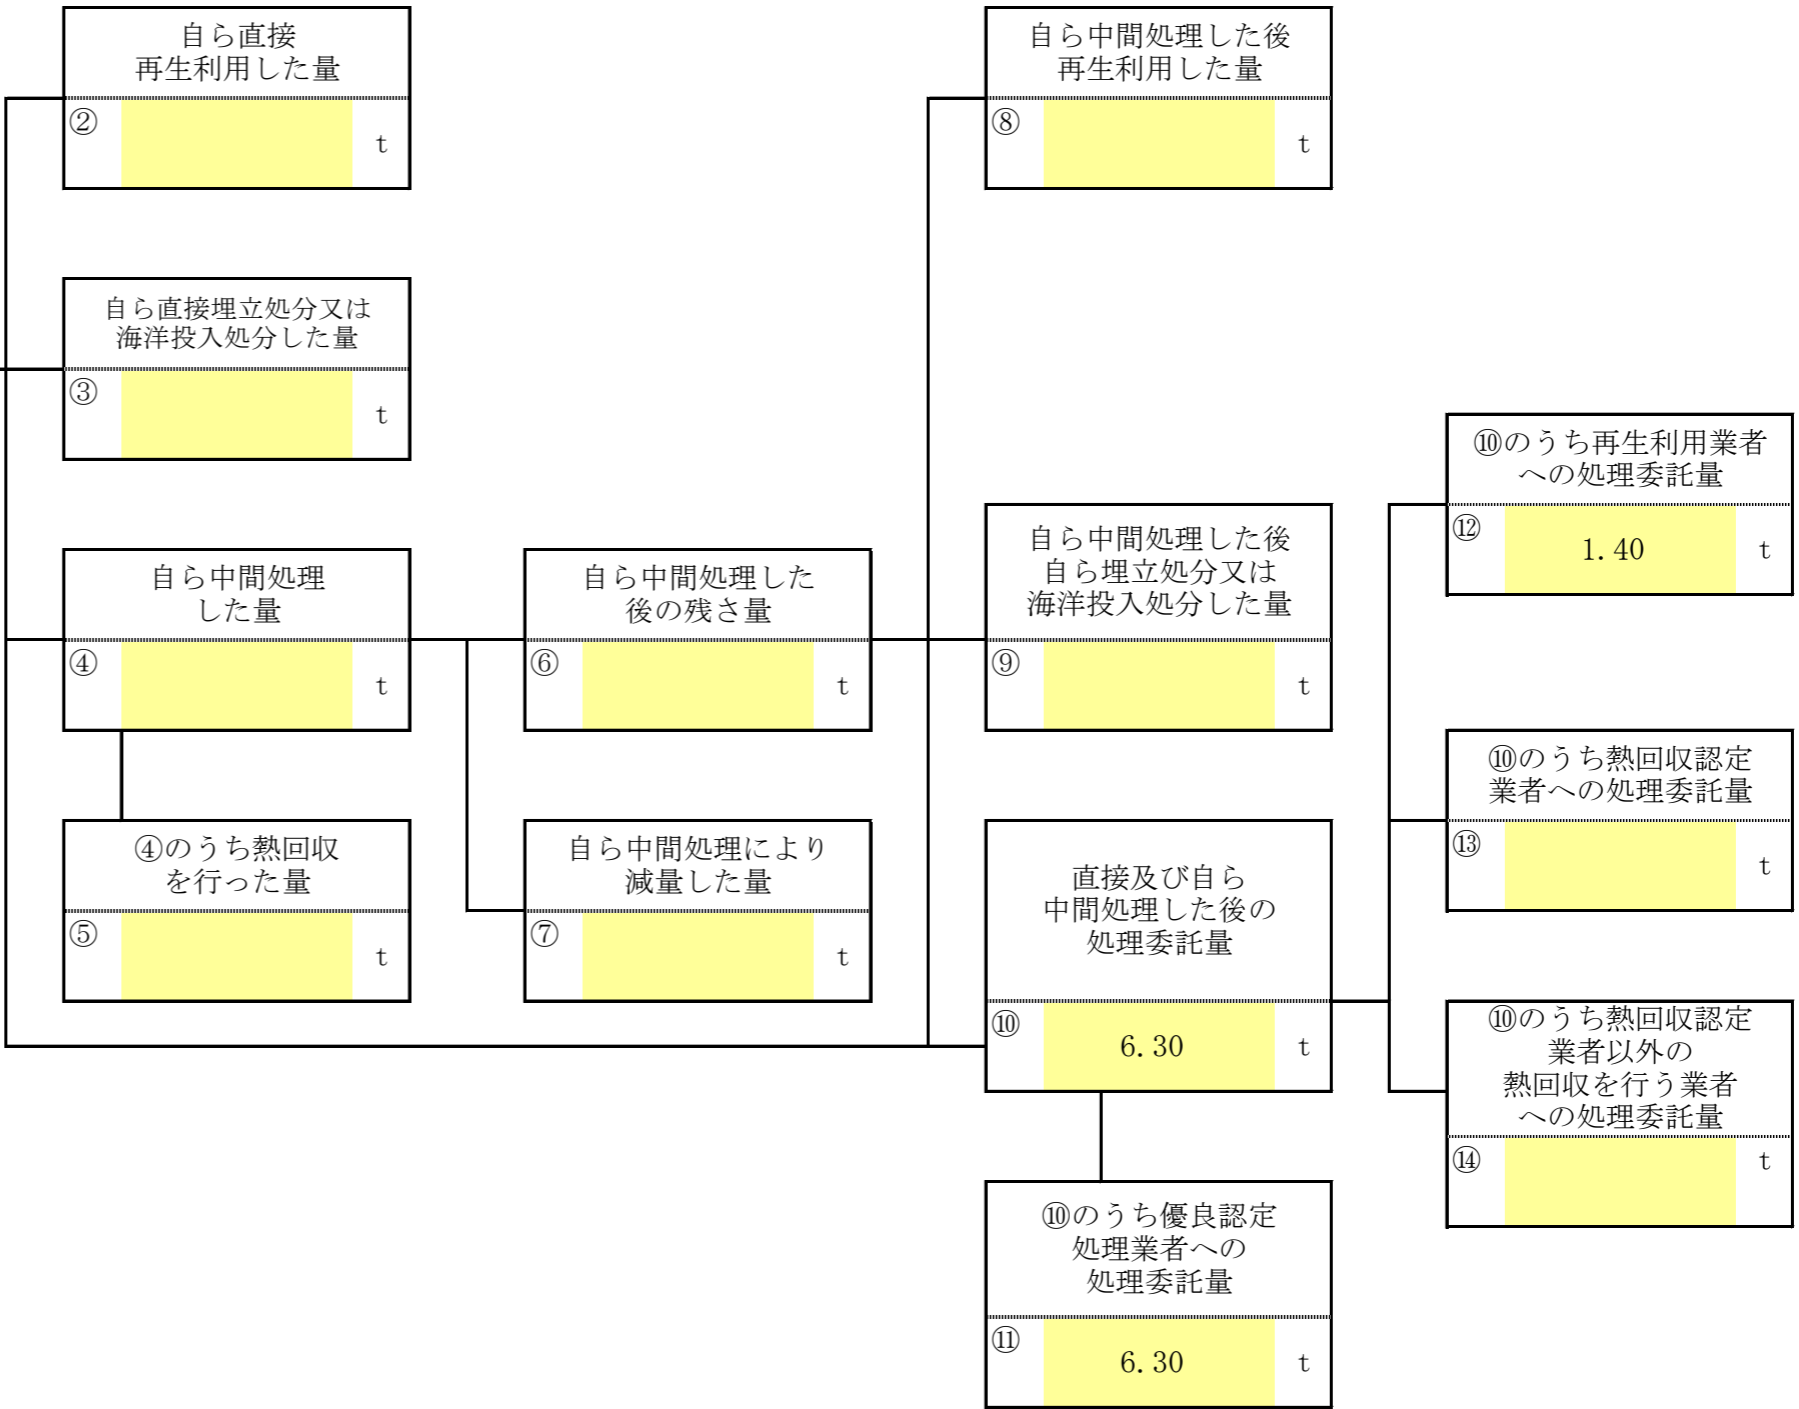 自ら直接
再生利用した量
②
t
自ら中間処理した後
再生利用した量
⑧
t
自ら直接埋立処分又は
海洋投入処分した量
③
t
⑩のうち再生利用業者
への処理委託量
⑫
1.40
t
自ら中間処理
した量
④
t
自ら中間処理した
後の残さ量
⑥
t
自ら中間処理した後
自ら埋立処分又は
海洋投入処分した量
⑨
t
⑩のうち熱回収認定
業者への処理委託量
⑬
t
④のうち熱回収
を行った量
⑤
t
自ら中間処理により
減量した量
⑦
t
直接及び自ら
中間処理した後の
処理委託量
⑩
6.30
t
⑩のうち熱回収認定
業者以外の
熱回収を行う業者
への処理委託量
⑭
t
⑩のうち優良認定
処理業者への
処理委託量
⑪
6.30
t